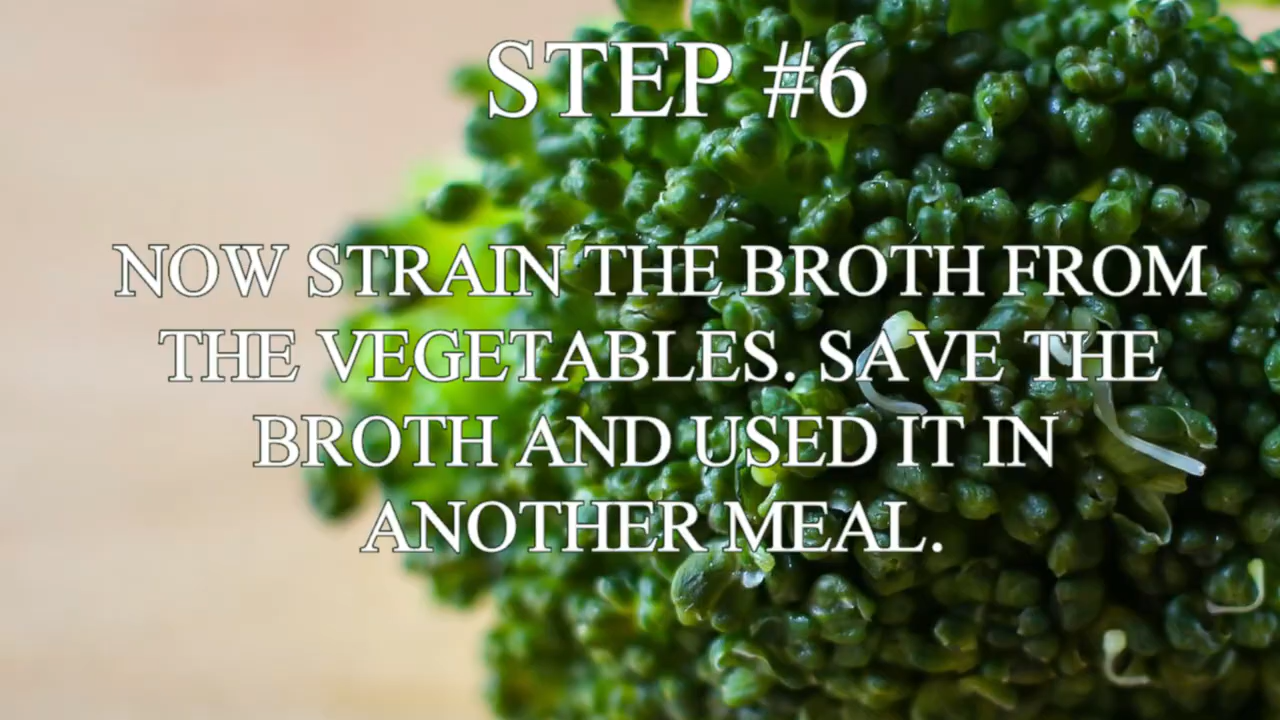 STEP #6
NOW STRAIN THE BROTH FROM
THE VEGETABLES. SAVE THE
BROTH AND USED IT IN
ANOTHER MEAL.